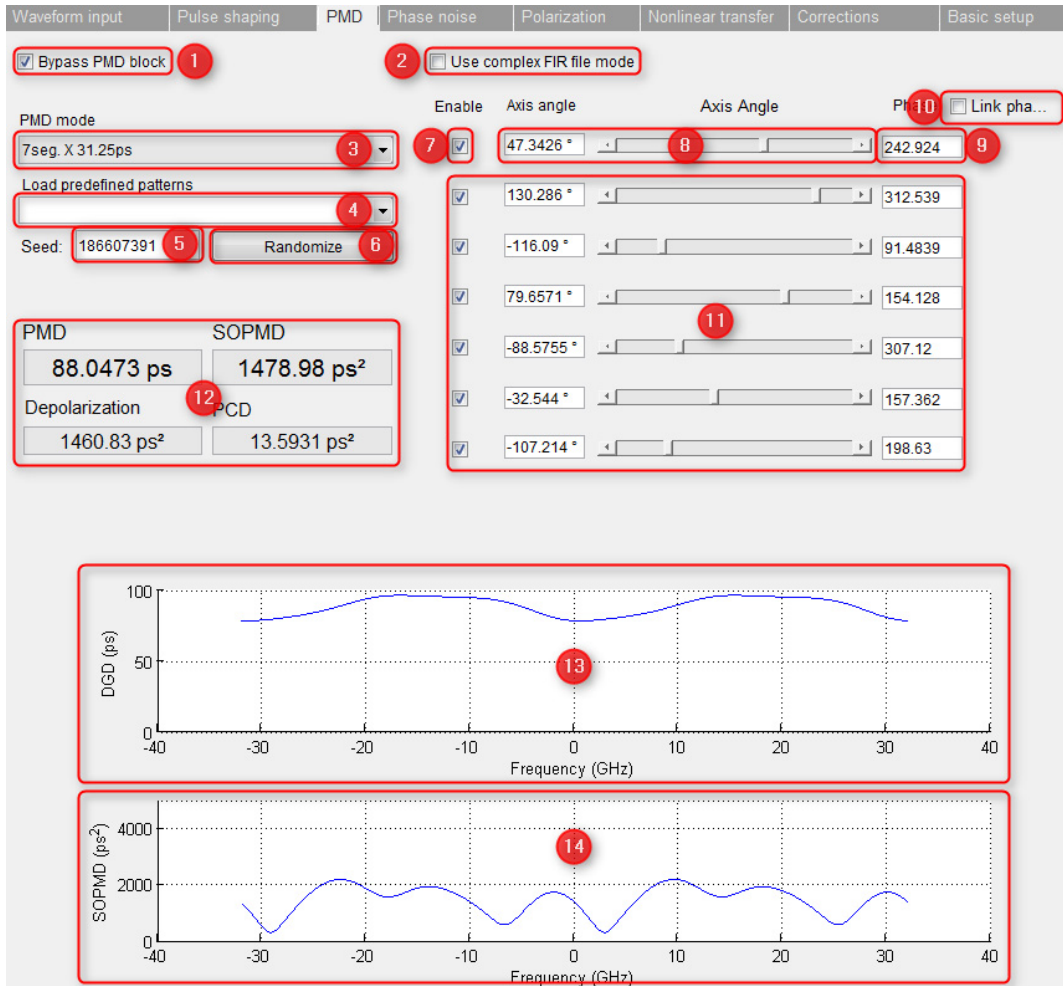 Waveform input Pulse shaping PMD Phase noise Polarization Nonlinear transfer Corrections Basic setup
Bypass PMD block 1 2 Use complex FIR file mode
Enable Axis angle Axis Angle 10 Link pha...
PMD mode
7seg. X 31.25ps 3 7 47.3426 ° 8 242.924 9
Load predefined patterns
4 130.286 ° 312.539
Seed: 186607391 5 Randomize 6 -116.09 ° 91.4839
79.6571 ° 154.128
11
PMD SOPMD
88.0473 ps 1478.98 ps² -88.5755 ° 307.12
12
Depolarization PCD -32.544 ° 157.362
1460.83 ps² 13.5931 ps² -107.214 ° 198.63
100
50
0
DGD (ps)
13
-40 -30 -20 -10 0 10 20 30 40
Frequency (GHz)
4000
2000
0
SOPMD (ps²)
14
-40 -30 -20 -10 0 10 20 30 40
Frequency (GHz)